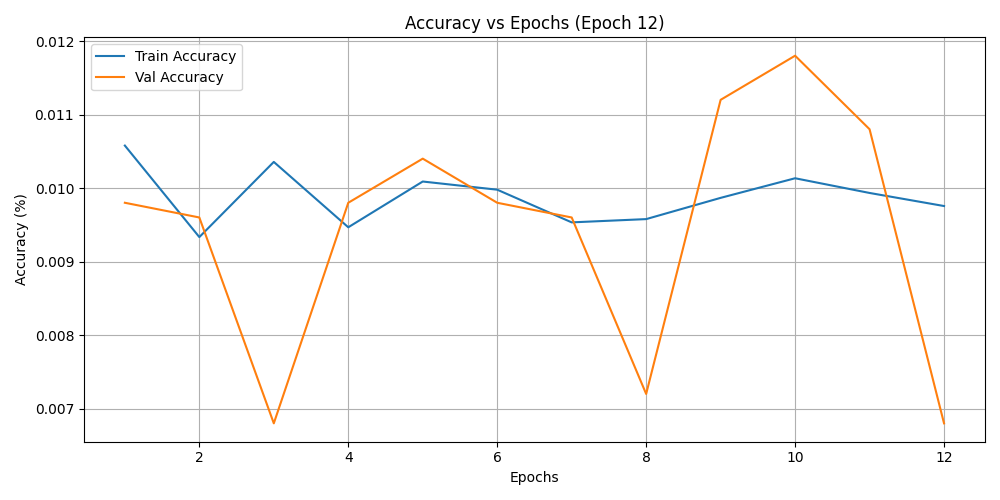 Accuracy vs Epochs (Epoch 12)
Train Accuracy
Val Accuracy
Accuracy (%)
0.012
0.011
0.010
0.009
0.008
0.007
2 4 6 8 10 12
Epochs